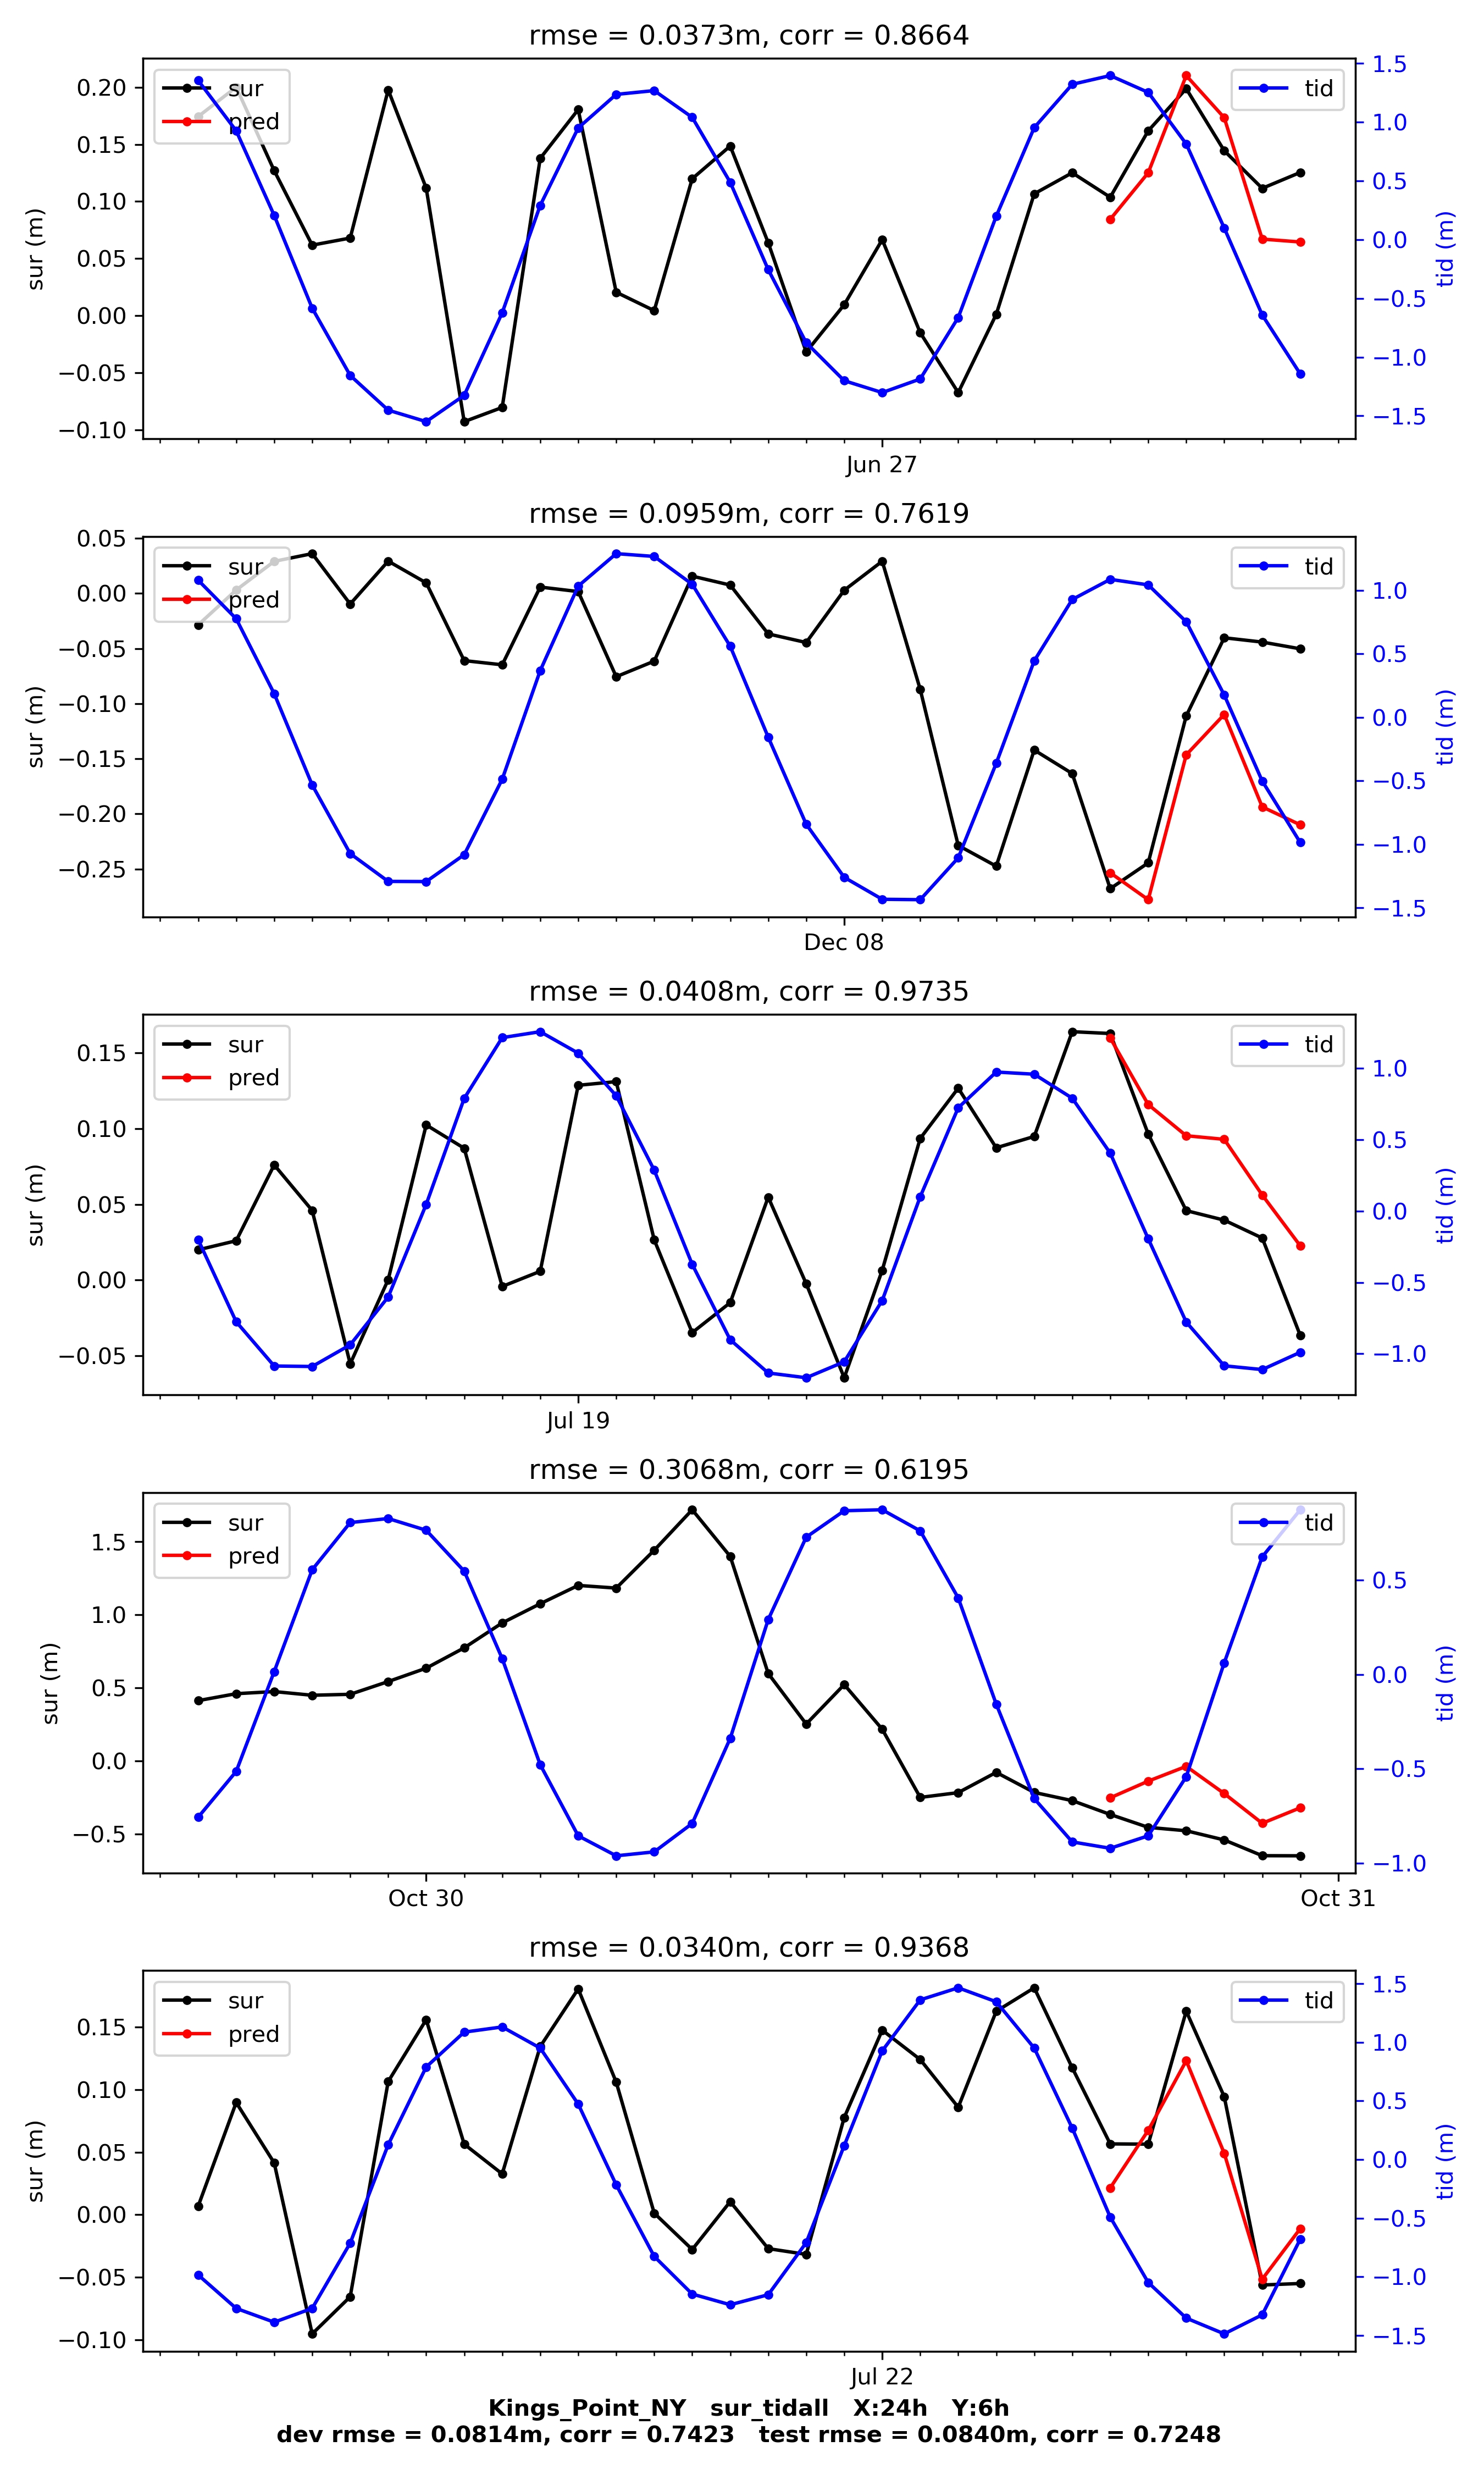 rmse = 0.0373m, corr = 0.8664
sur
pred
tid
0.20
0.15
0.10
0.05
0.00
−0.05
−0.10
sur (m)
1.5
1.0
0.5
0.0
−0.5
−1.0
−1.5
tid (m)
Jun 27
rmse = 0.0959m, corr = 0.7619
sur
pred
tid
0.05
0.00
−0.05
−0.10
−0.15
−0.20
−0.25
sur (m)
1.0
0.5
0.0
−0.5
−1.0
−1.5
tid (m)
Dec 08
rmse = 0.0408m, corr = 0.9735
sur
pred
tid
0.15
0.10
0.05
0.00
−0.05
sur (m)
1.0
0.5
0.0
−0.5
−1.0
tid (m)
Jul 19
rmse = 0.3068m, corr = 0.6195
sur
pred
tid
1.5
1.0
0.5
0.0
−0.5
sur (m)
0.5
0.0
−0.5
−1.0
tid (m)
Oct 30 Oct 31
rmse = 0.0340m, corr = 0.9368
sur
pred
tid
0.15
0.10
0.05
0.00
−0.05
−0.10
sur (m)
1.5
1.0
0.5
0.0
−0.5
−1.0
−1.5
tid (m)
Jul 22
Kings_Point_NY sur_tidall X:24h Y:6h
dev rmse = 0.0814m, corr = 0.7423 test rmse = 0.0840m, corr = 0.7248